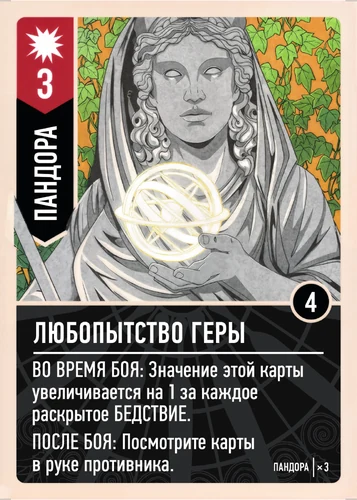 3
ПАНДОРА
4
ЛЮБОПЫТСТВО ГЕРЫ
ВО ВРЕМЯ БОЯ: Значение этой карты
увеличивается на 1 за каждое
раскрытое БЕДСТВИЕ.
ПОСЛЕ БОЯ: Посмотрите карты
в руке противника.
ПАНДОРА | ×3